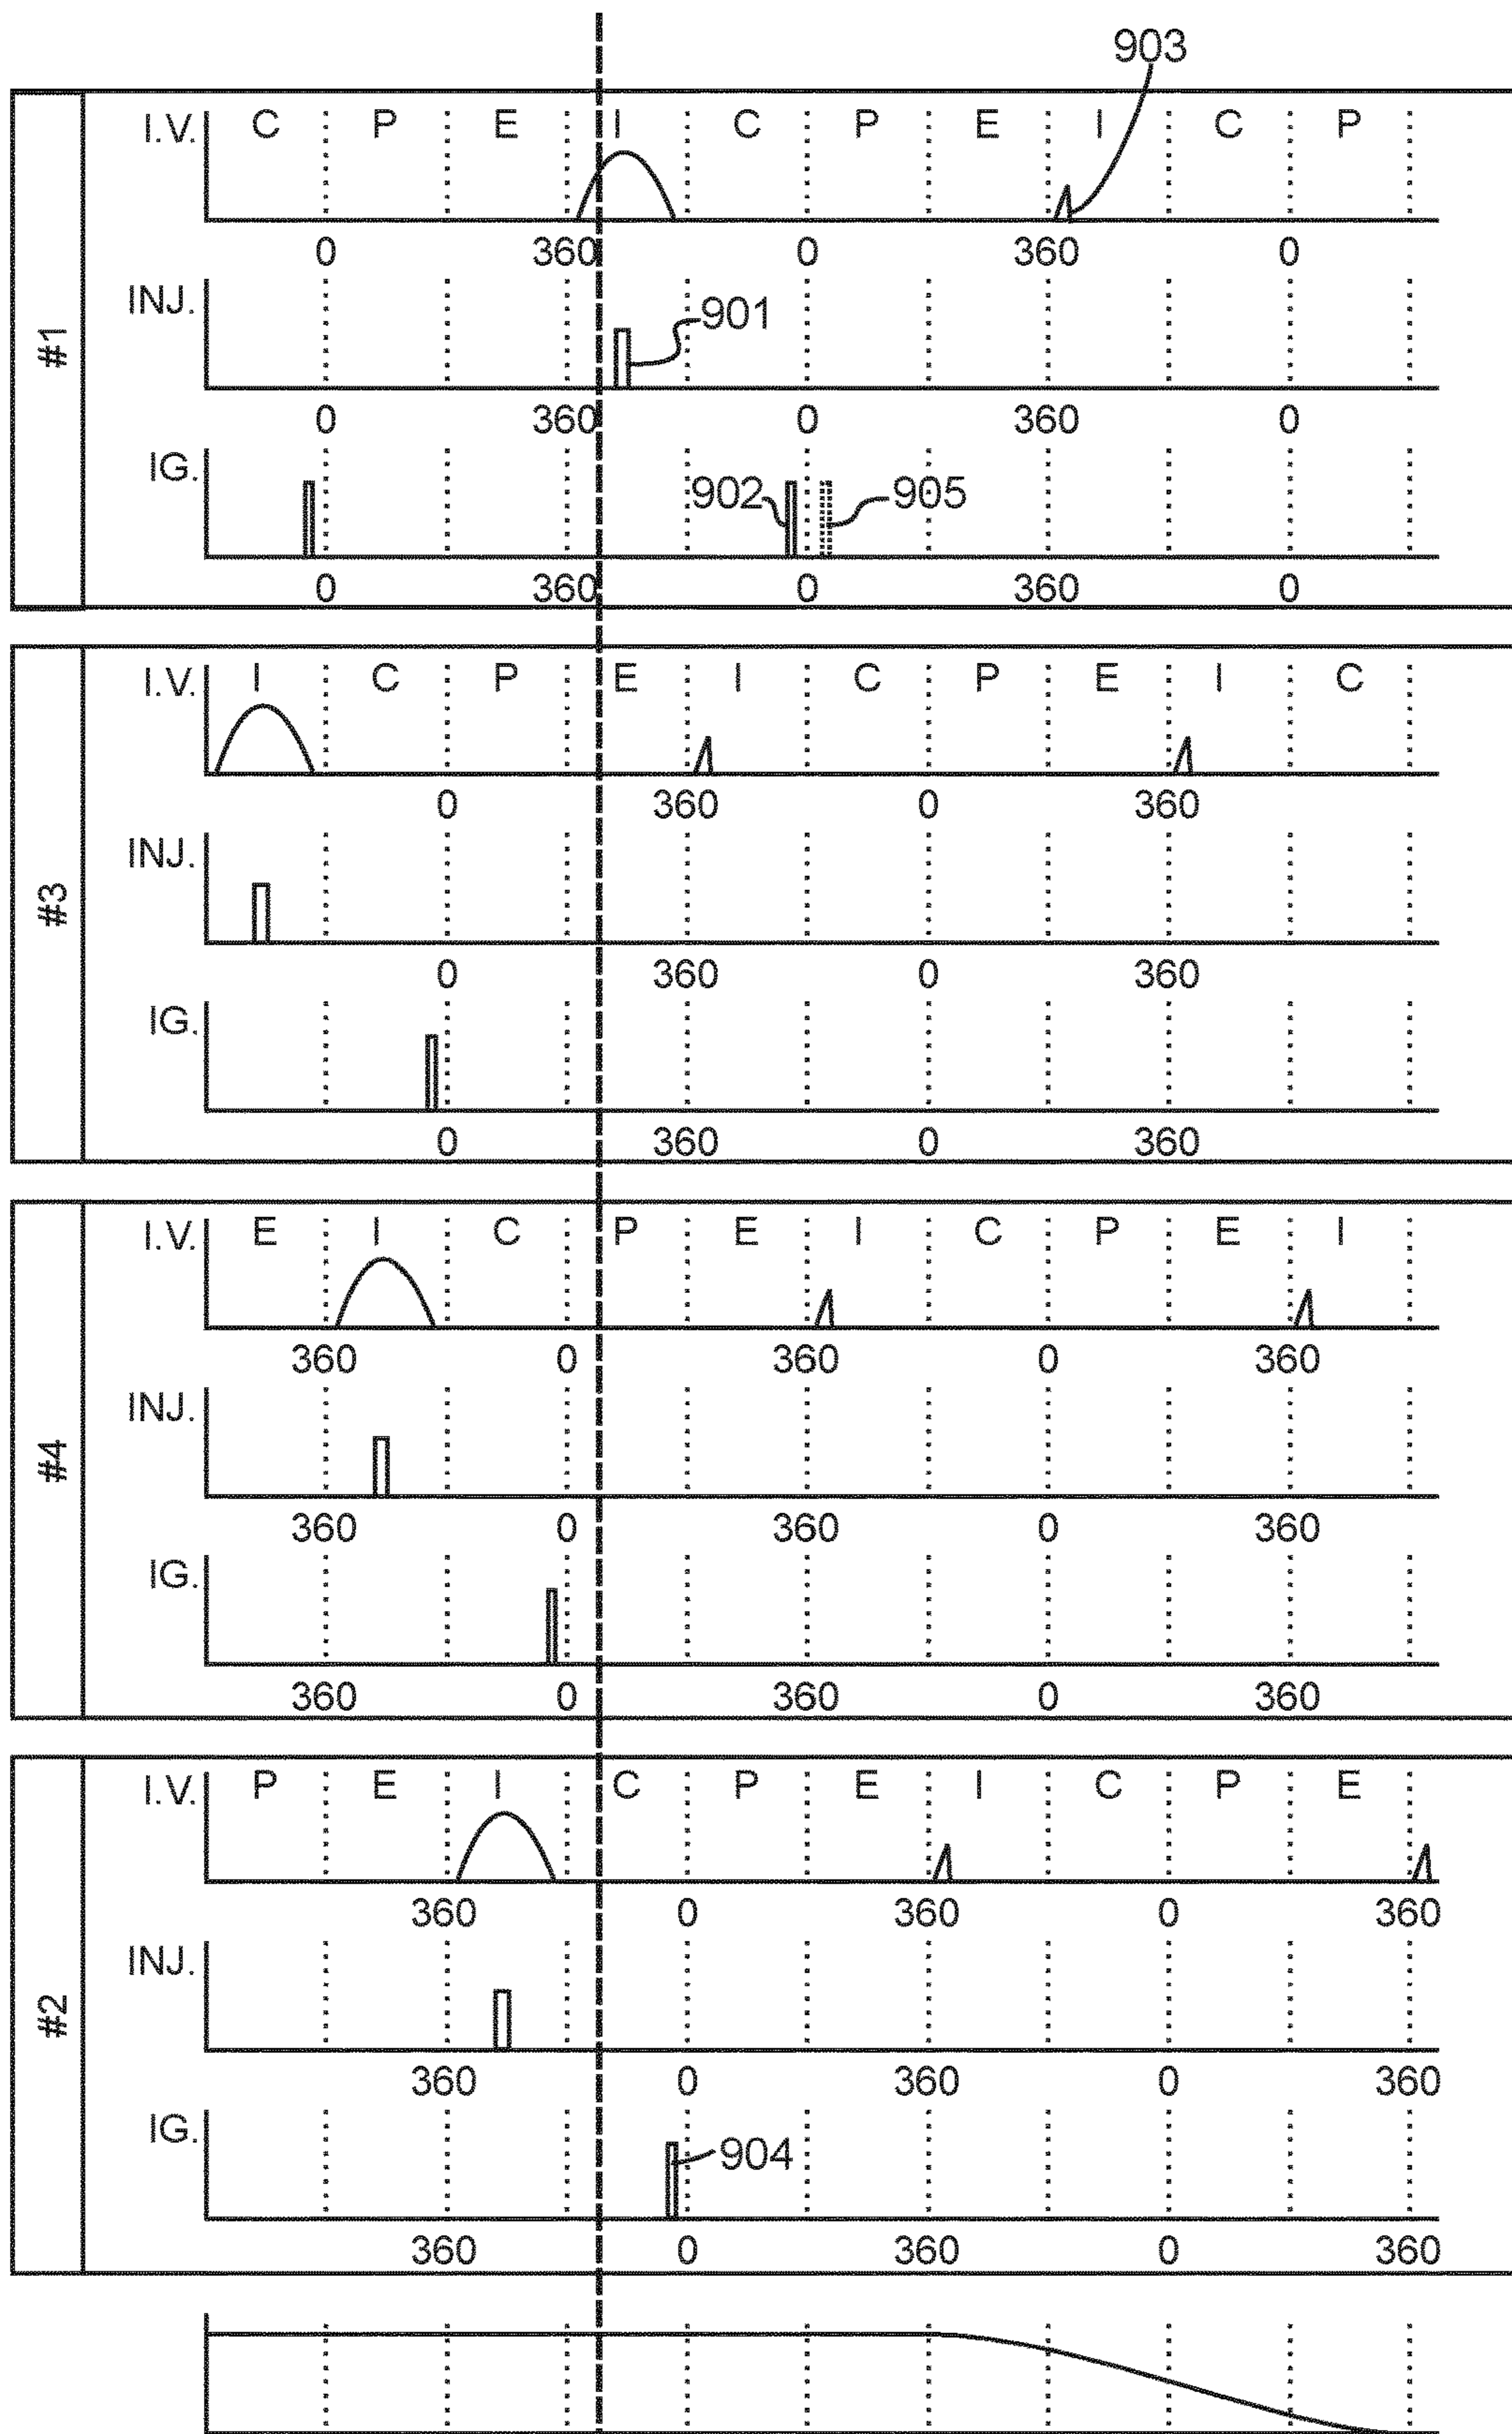 903
#1
I.V. C P E I C P E I C P
0 360 0 360 0
INJ. 901
0 360 0 360 0
IG. 902 905
0 360 0 360 0
#3
I.V. I C P E I C P E I C
0 360 0 360
INJ.
0 360 0 360
IG.
0 360 0 360
#4
I.V. E I C P E I C P E I
360 0 360 0 360
INJ.
360 0 360 0 360
IG.
360 0 360 0 360
#2
I.V. P E I C P E I C P E
360 0 360 0 360
INJ.
360 0 360 0 360
IG. 904
360 0 360 0 360